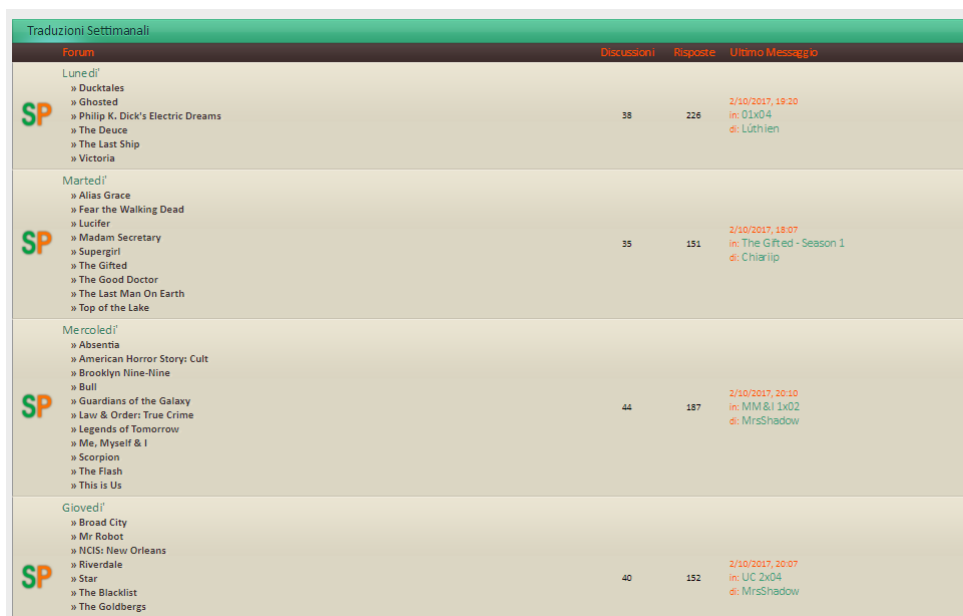 Traduzioni Settimanali
Forum Discussioni Risposte Ultimo Messaggio
Lunedi'
» Ducktales
» Ghosted
» Philip K. Dick's Electric Dreams
» The Deuce
» The Last Ship
» Victoria
SP
38
226
2/10/2017, 19:20
in: 01x04
di: Lúthien
Martedi'
» Alias Grace
» Fear the Walking Dead
» Lucifer
» Madam Secretary
» Supergirl
» The Gifted
» The Good Doctor
» The Last Man On Earth
» Top of the Lake
SP
35
151
2/10/2017, 18:07
in: The Gifted - Season 1
di: Chiariip
Mercoledi'
» Absentia
» American Horror Story: Cult
» Brooklyn Nine-Nine
» Bull
» Guardians of the Galaxy
» Law & Order: True Crime
» Legends of Tomorrow
» Me, Myself & I
» Scorpion
» The Flash
» This is Us
SP
44
187
2/10/2017, 20:10
in: MM&I 1x02
di: MrsShadow
Giovedi'
» Broad City
» Mr Robot
» NCIS: New Orleans
» Riverdale
» Star
» The Blacklist
» The Goldbergs
SP
40
152
2/10/2017, 20:07
in: UC 2x04
di: MrsShadow